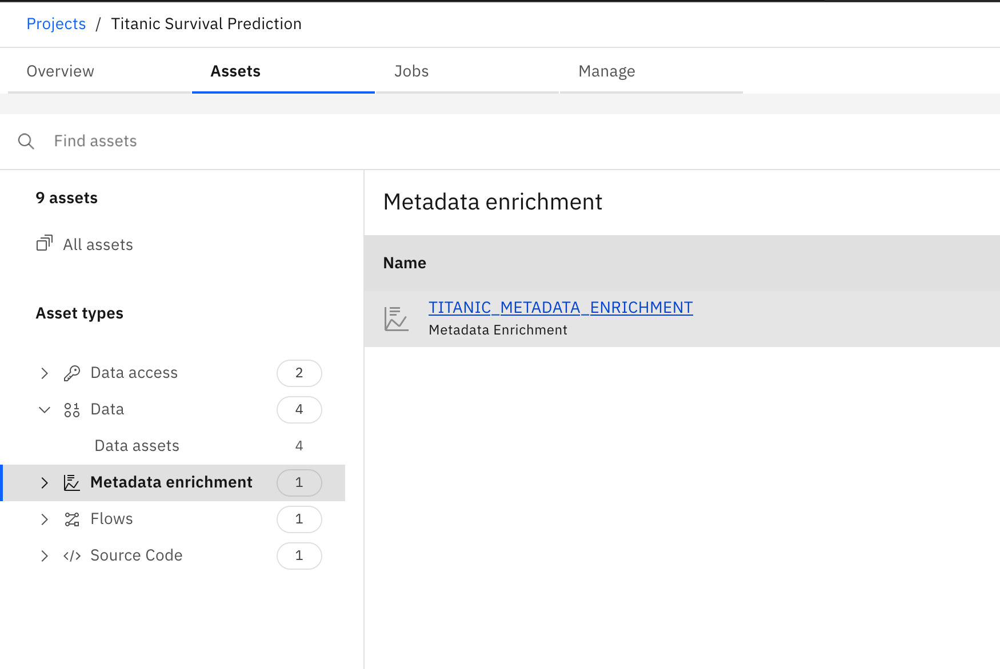 Projects / Titanic Survival Prediction
Overview Assets Jobs Manage
Find assets
9 assets
All assets
Asset types
Data access 2
Data 4
Data assets 4
Metadata enrichment 1
Flows 1
Source Code 1
Metadata enrichment
Name
TITANIC_METADATA_ENRICHMENT
Metadata Enrichment